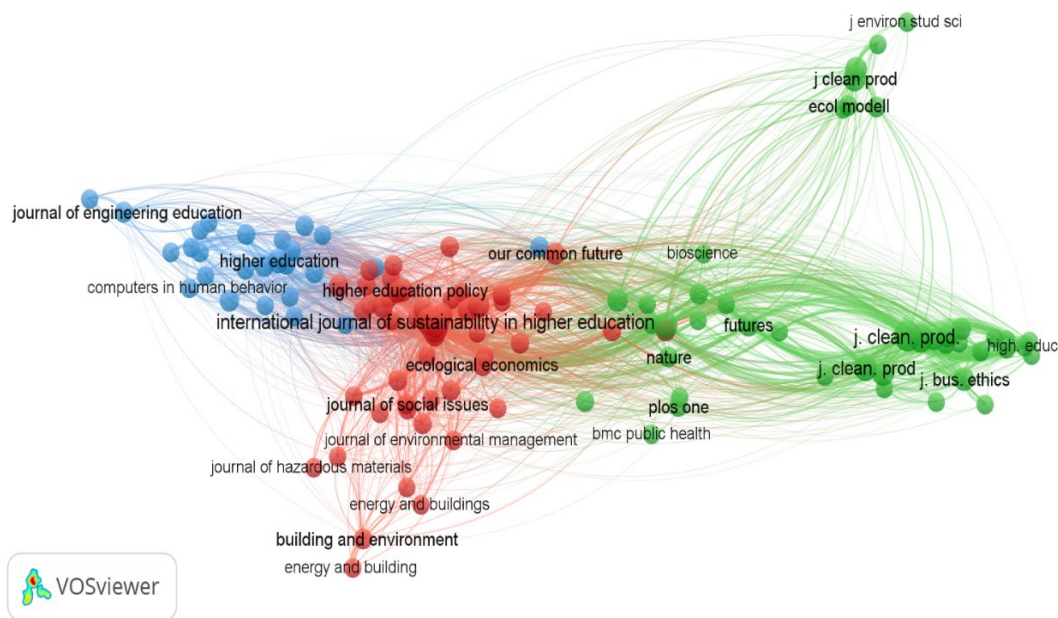 j environ stud sci
j clean prod
ecol modell
journal of engineering education
our common future
bioscience
higher education
computers in human behavior
higher education policy
international journal of sustainability in higher education
futures
j. clean. prod.
high. educ
nature
ecological economics
j. clean. prod
j. bus. ethics
journal of social issues
plos one
bmc public health
journal of environmental management
journal of hazardous materials
energy and buildings
building and environment
energy and building
VOSviewer